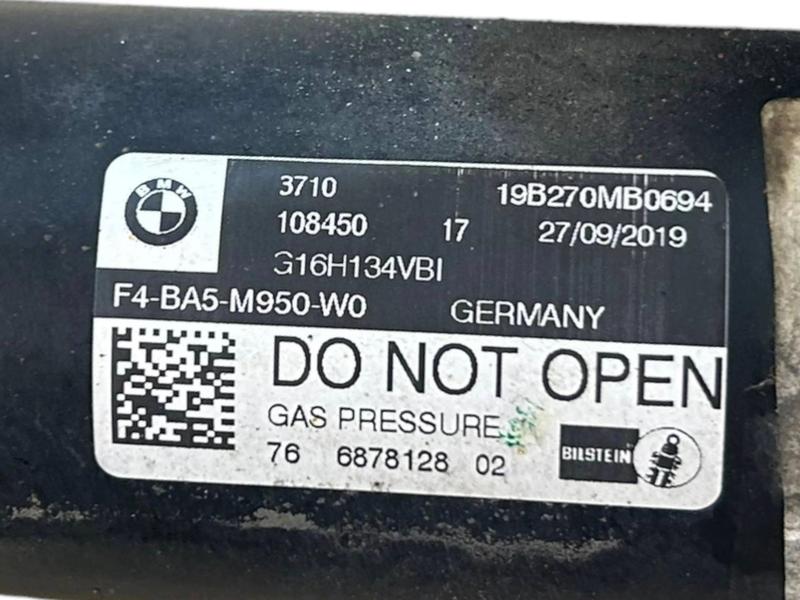 BMW
3710 19B270MB0694
108450 17 27/09/2019
G16H134VBI
F4-BA5-M950-W0 GERMANY
DO NOT OPEN
GAS PRESSURE
76 6878128 02
BILSTEIN